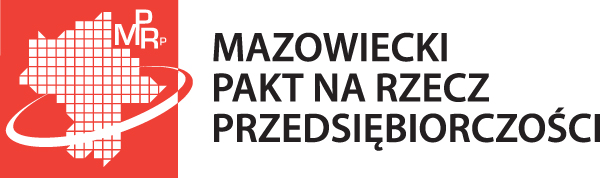 MPRP
MAZOWIECKI
PAKT NA RZECZ
PRZEDSIĘBIORCZOŚCI